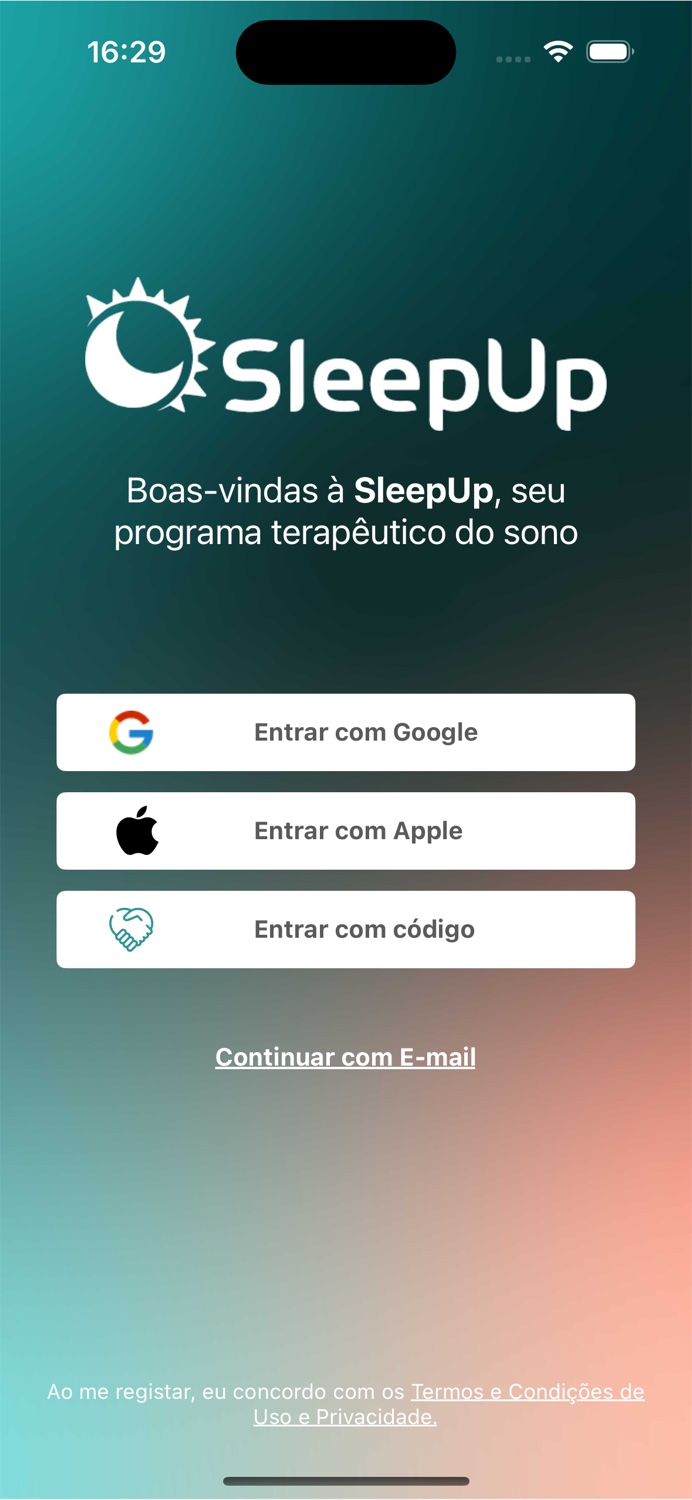 16:29
SleepUp
Boas-vindas à SleepUp, seu
programa terapêutico do sono
Entrar com Google
Entrar com Apple
Entrar com código
Continuar com E-mail
Ao me registar, eu concordo com os Termos e Condições de
Uso e Privacidade.